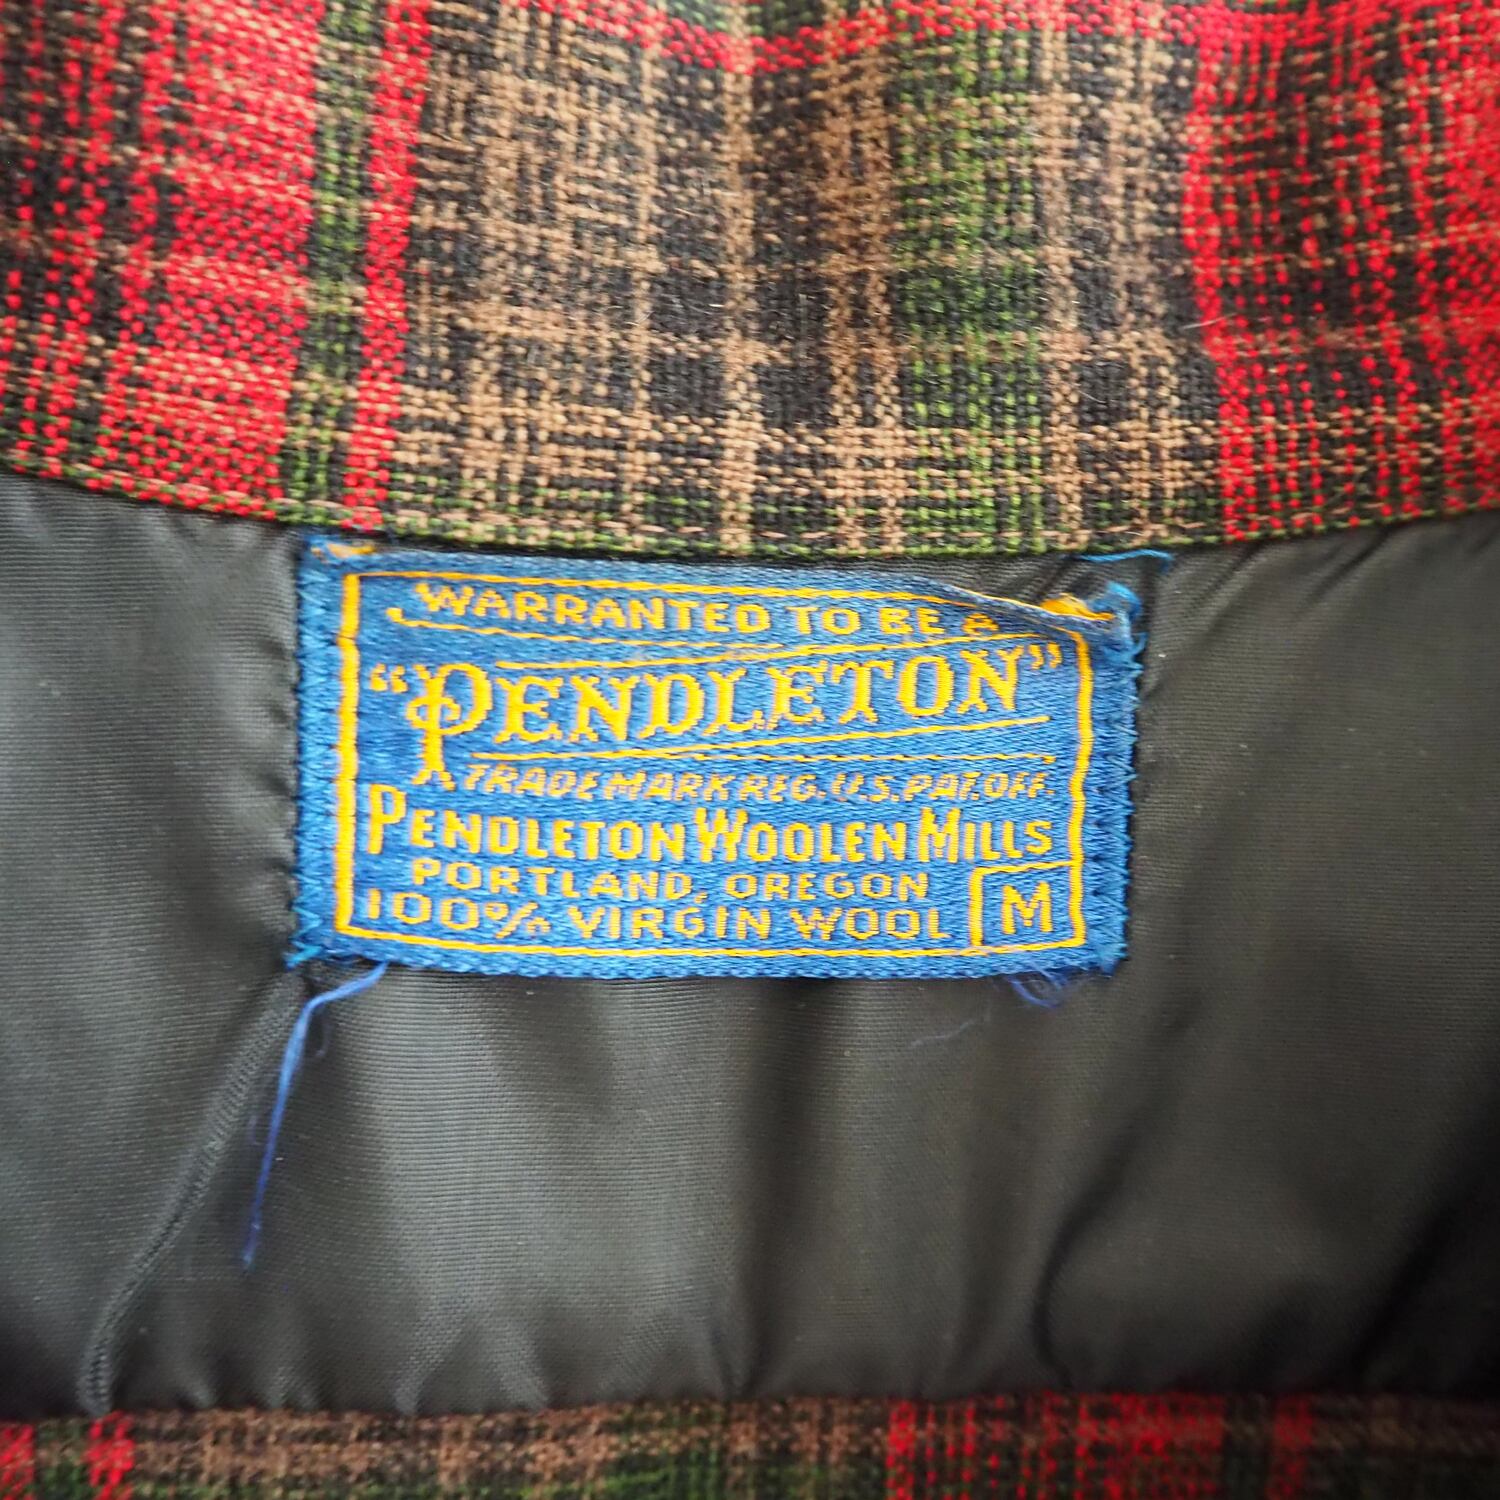 WARRANTED TO BE A
"PENDLETON"
TRADE MARK REG. U.S. PAT. OFF.
PENDLETON WOOLEN MILLS
PORTLAND, OREGON
100% VIRGIN WOOL
M